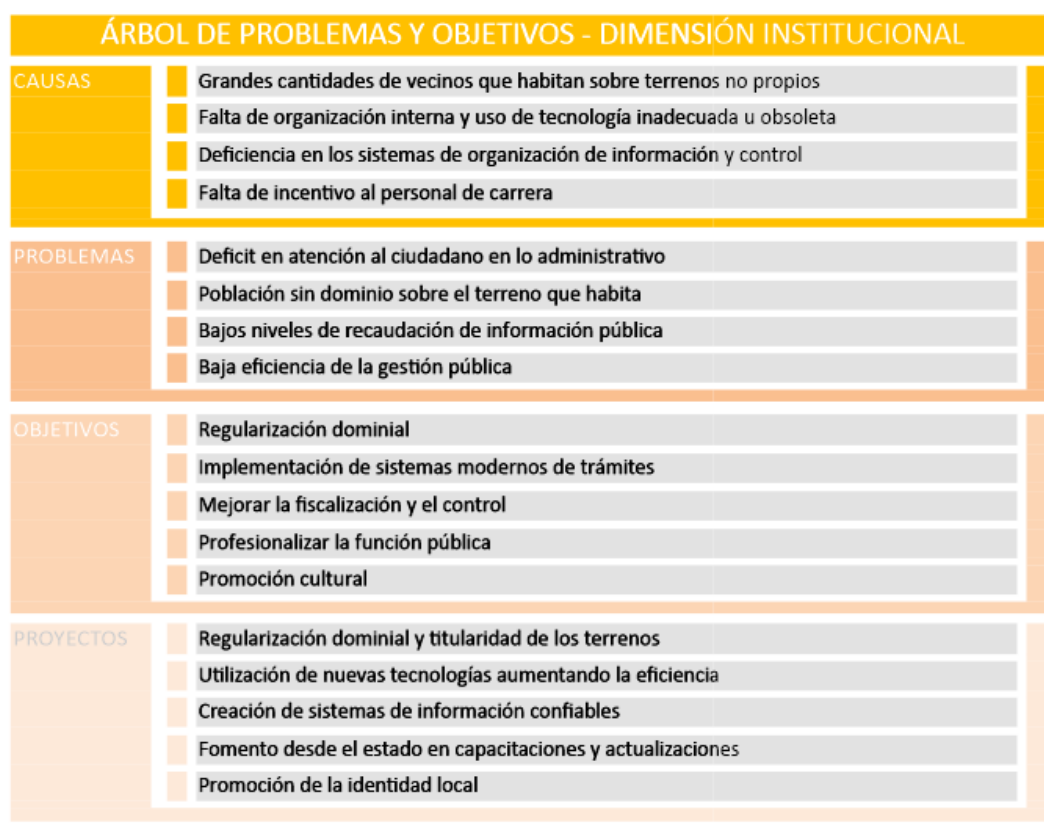 ÁRBOL DE PROBLEMAS Y OBJETIVOS - DIMENSIÓN INSTITUCIONAL
CAUSAS
Grandes cantidades de vecinos que habitan sobre terrenos no propios
Falta de organización interna y uso de tecnología inadecuada u obsoleta
Deficiencia en los sistemas de organización de información y control
Falta de incentivo al personal de carrera
PROBLEMAS
Deficit en atención al ciudadano en lo administrativo
Población sin dominio sobre el terreno que habita
Bajos niveles de recaudación de información pública
Baja eficiencia de la gestión pública
OBJETIVOS
Regularización dominial
Implementación de sistemas modernos de trámites
Mejorar la fiscalización y el control
Profesionalizar la función pública
Promoción cultural
PROYECTOS
Regularización dominial y titularidad de los terrenos
Utilización de nuevas tecnologías aumentando la eficiencia
Creación de sistemas de información confiables
Fomento desde el estado en capacitaciones y actualizaciones
Promoción de la identidad local